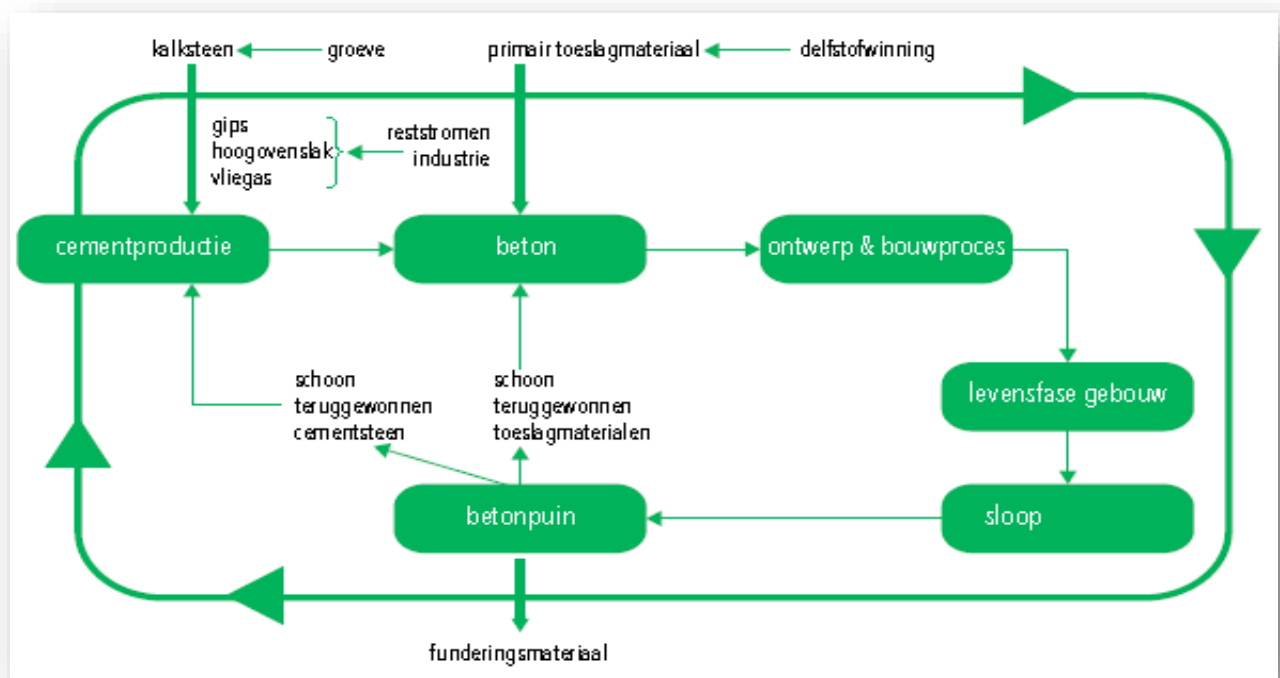 kalksteen
groeve
primair toeslagmateriaal
delfstofwinning
gips
hoogovenslak
vliegas
reststromen
industrie
cementproductie
beton
ontwerp & bouwproces
levensfase gebouw
schoon
teruggewonnen
cementsteen
schoon
teruggewonnen
toeslagmaterialen
betonpuin
sloop
funderingsmateriaal